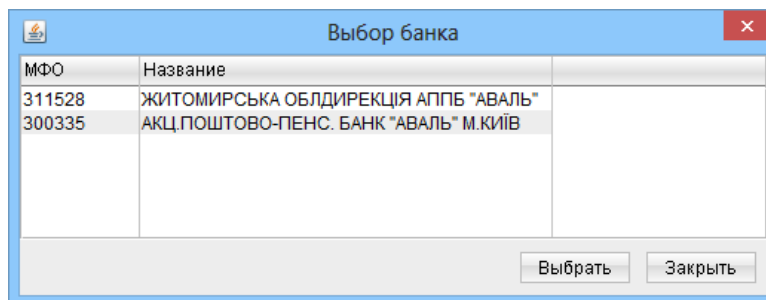 Выбор банка
МФО Название
311528 ЖИТОМИРСЬКА ОБЛДИРЕКЦІЯ АППБ "АВАЛЬ"
300335 АКЦ.ПОШТОВО-ПЕНС. БАНК "АВАЛЬ" М.КИЇВ
Выбрать Закрыть